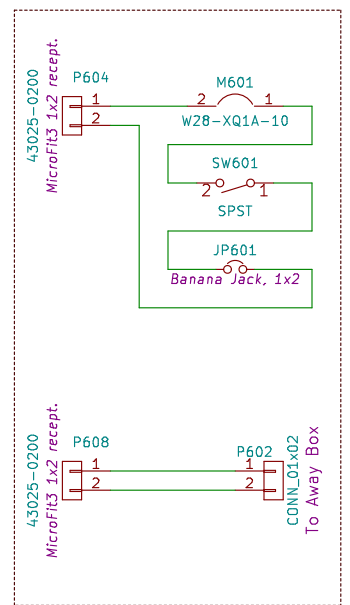 P604
43025-0200
MicroFit3 1x2 recept.
1
2
M601
2
1
W28-XQ1A-10
SW601
2
1
SPST
JP601
Banana Jack, 1x2
P608
43025-0200
MicroFit3 1x2 recept.
1
2
P602
1
2
CONN_01x02
To Away Box